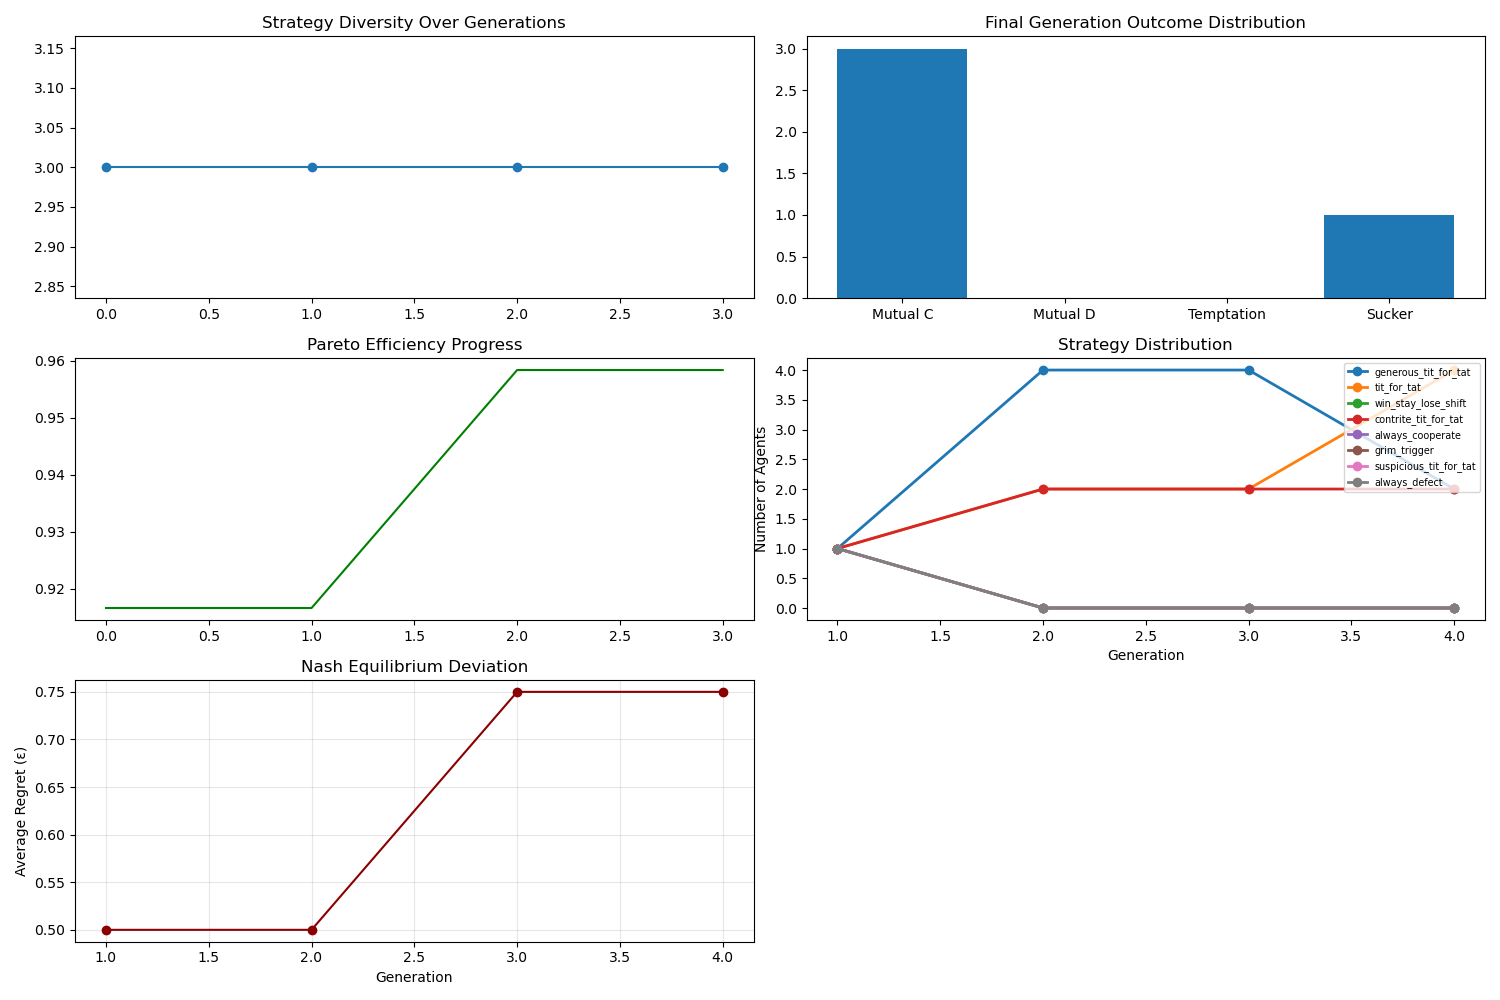 Strategy Diversity Over Generations
3.15
3.10
3.05
3.00
2.95
2.90
2.85
0.0 0.5 1.0 1.5 2.0 2.5 3.0
Final Generation Outcome Distribution
3.0
2.5
2.0
1.5
1.0
0.5
0.0
Mutual C Mutual D Temptation Sucker
Pareto Efficiency Progress
0.96
0.95
0.94
0.93
0.92
0.0 0.5 1.0 1.5 2.0 2.5 3.0
Strategy Distribution
Number of Agents
4.0
3.5
3.0
2.5
2.0
1.5
1.0
0.5
0.0
generous_tit_for_tat
tit_for_tat
win_stay_lose_shift
contrite_tit_for_tat
always_cooperate
grim_trigger
suspicious_tit_for_tat
always_defect
1.0 1.5 2.0 2.5 3.0 3.5 4.0
Generation
Nash Equilibrium Deviation
Average Regret (ε)
0.75
0.70
0.65
0.60
0.55
0.50
1.0 1.5 2.0 2.5 3.0 3.5 4.0
Generation